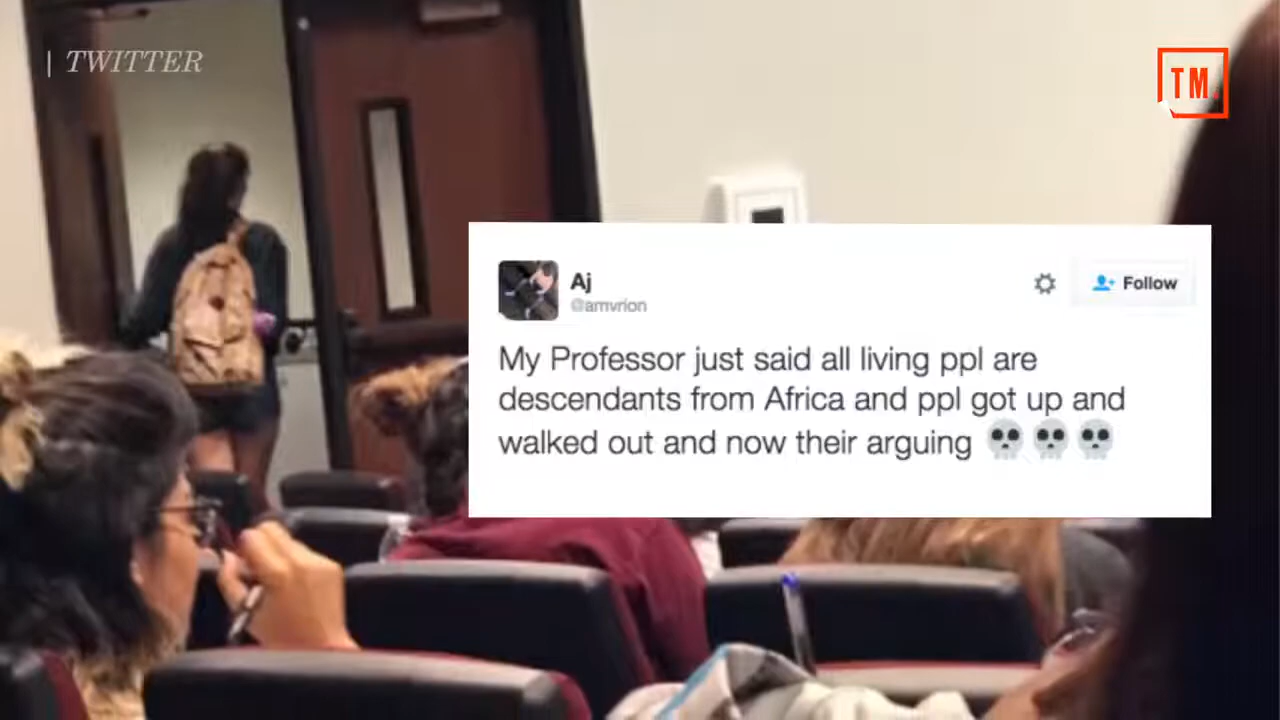 | TWITTER
TM.
Aj
@amvrion
Follow
My Professor just said all living ppl are
descendants from Africa and ppl got up and
walked out and now their arguing 💀💀💀